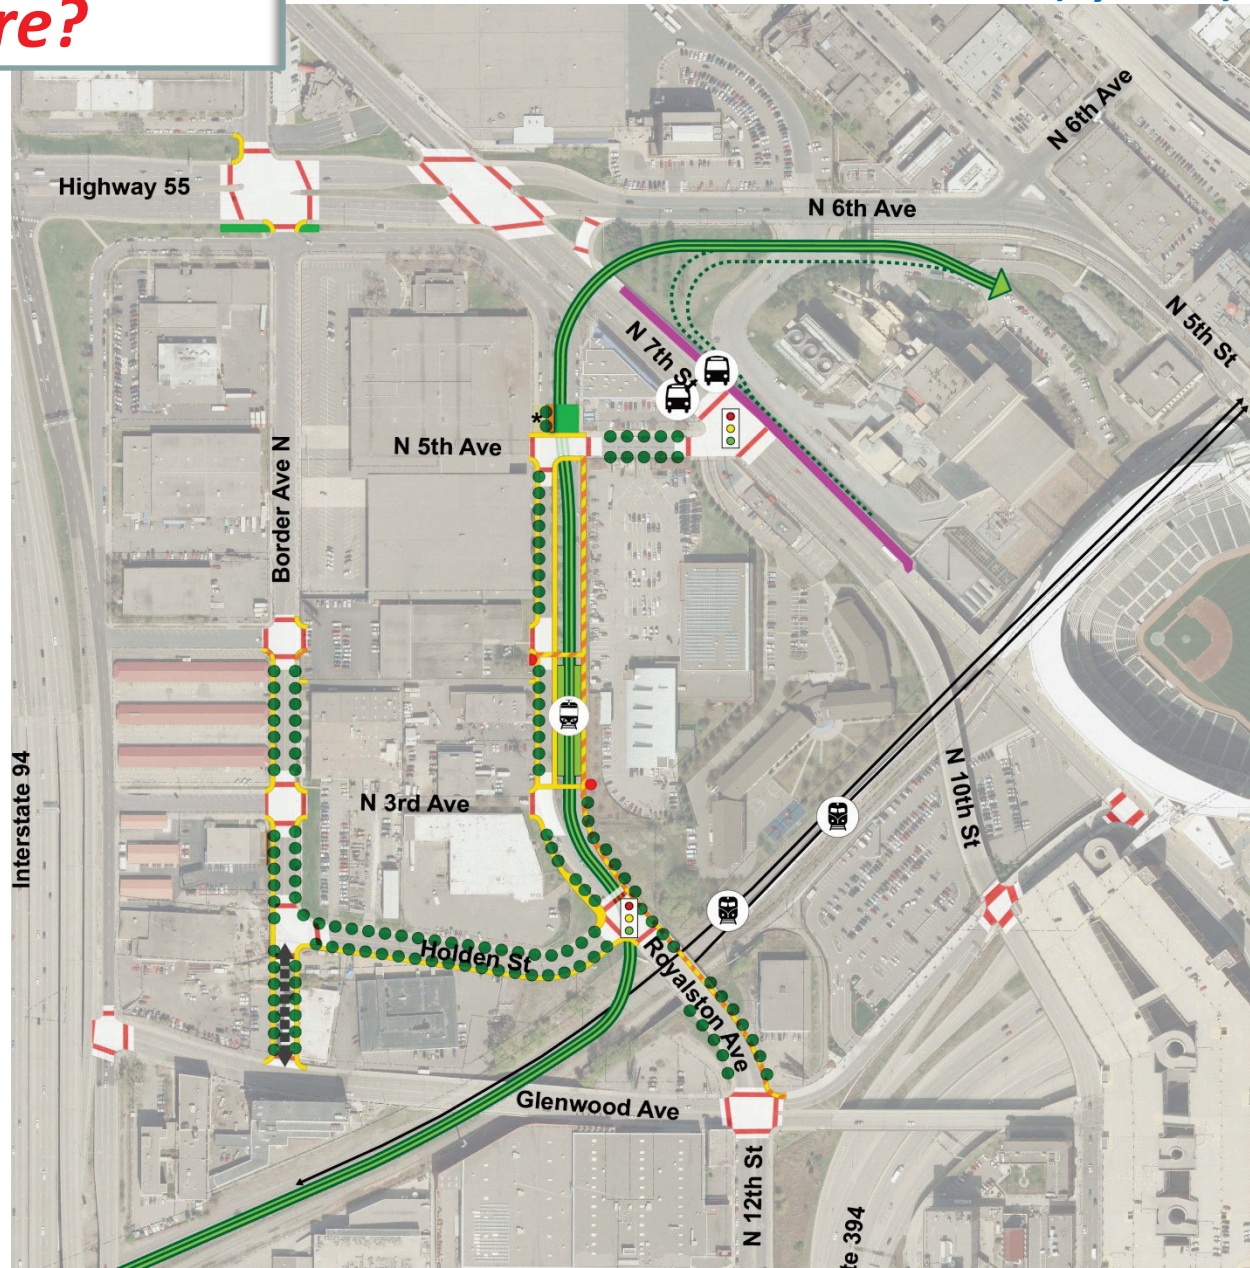 re?
N 6th Ave
Highway 55
N 6th Ave
N 5th St
N 7th St
*
N 5th Ave
Border Ave N
N 3rd Ave
N 10th St
Interstate 94
Holden St
Royalston Ave
Glenwood Ave
N 12th St
te 394